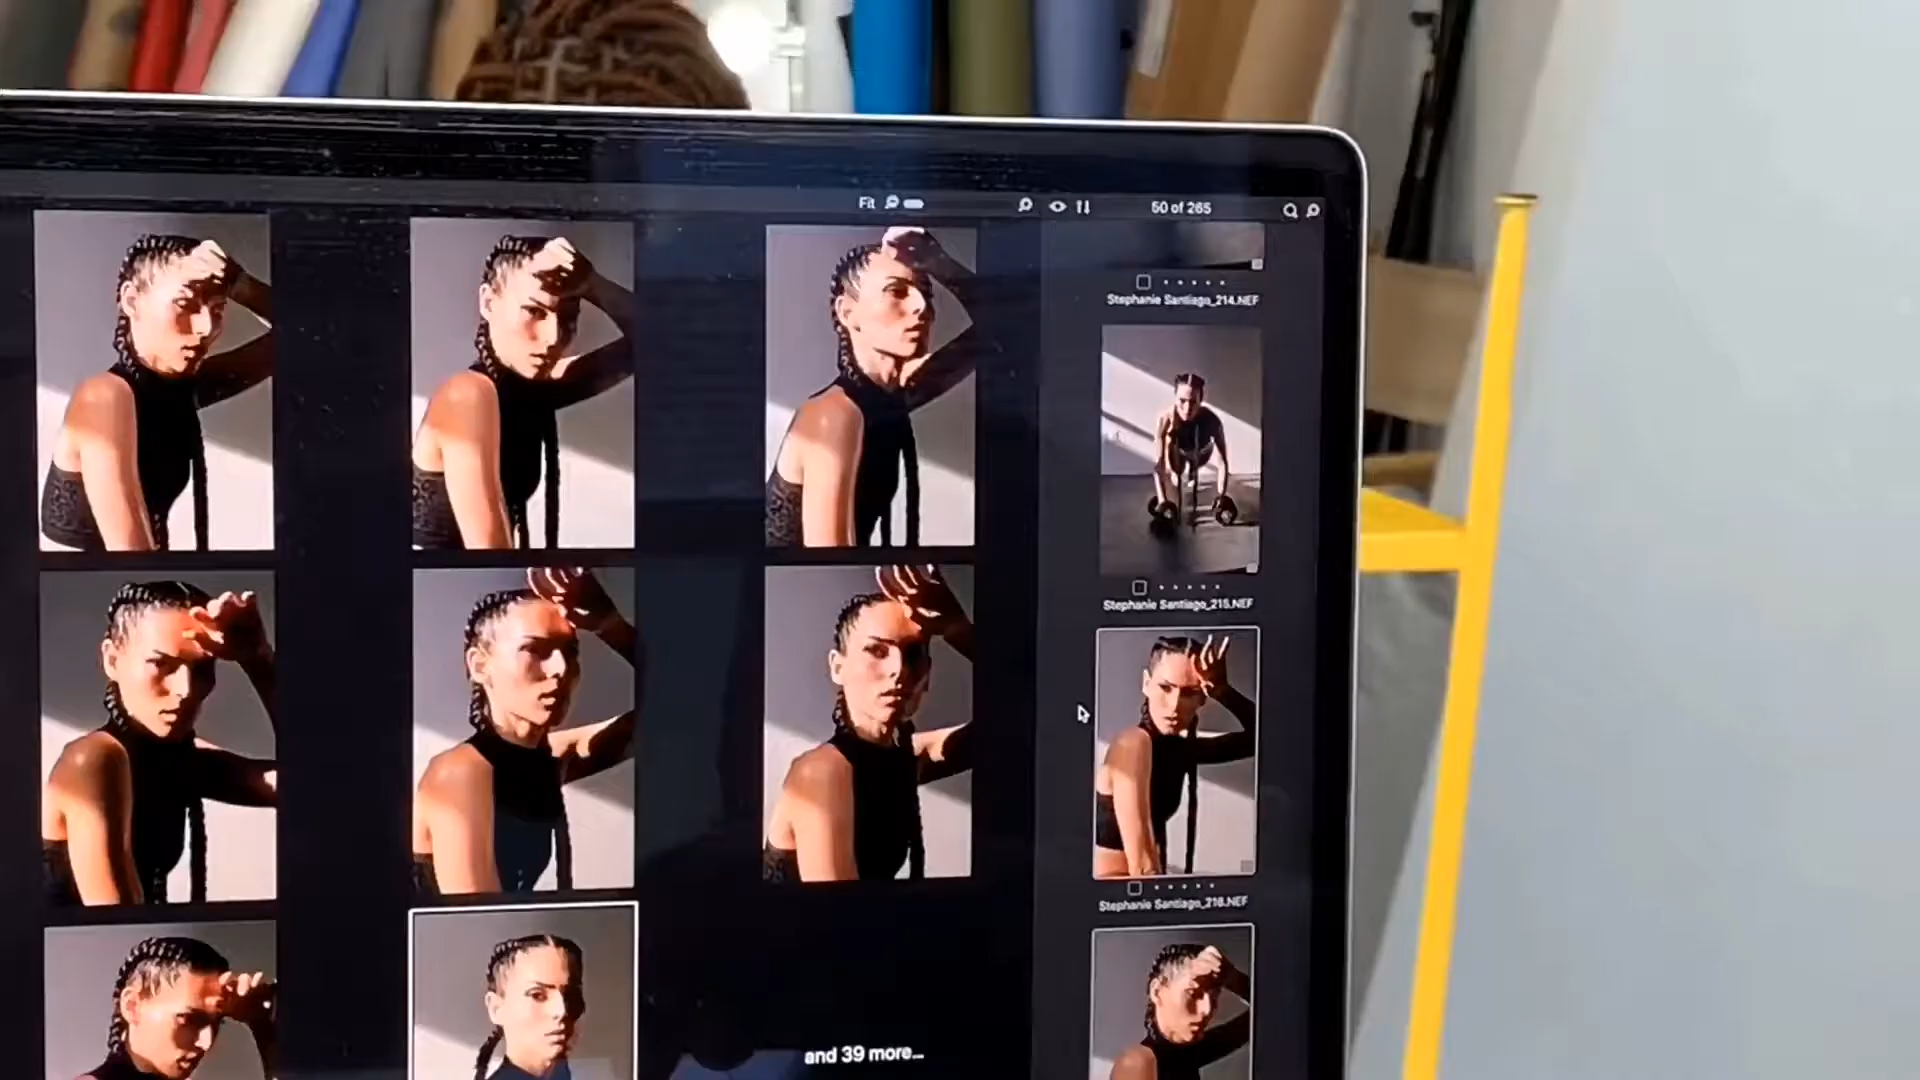 Fit
50 of 265
Stephanie Santiago_214.NEF
Stephanie Santiago_215.NEF
Stephanie Santiago_216.NEF
and 39 more...